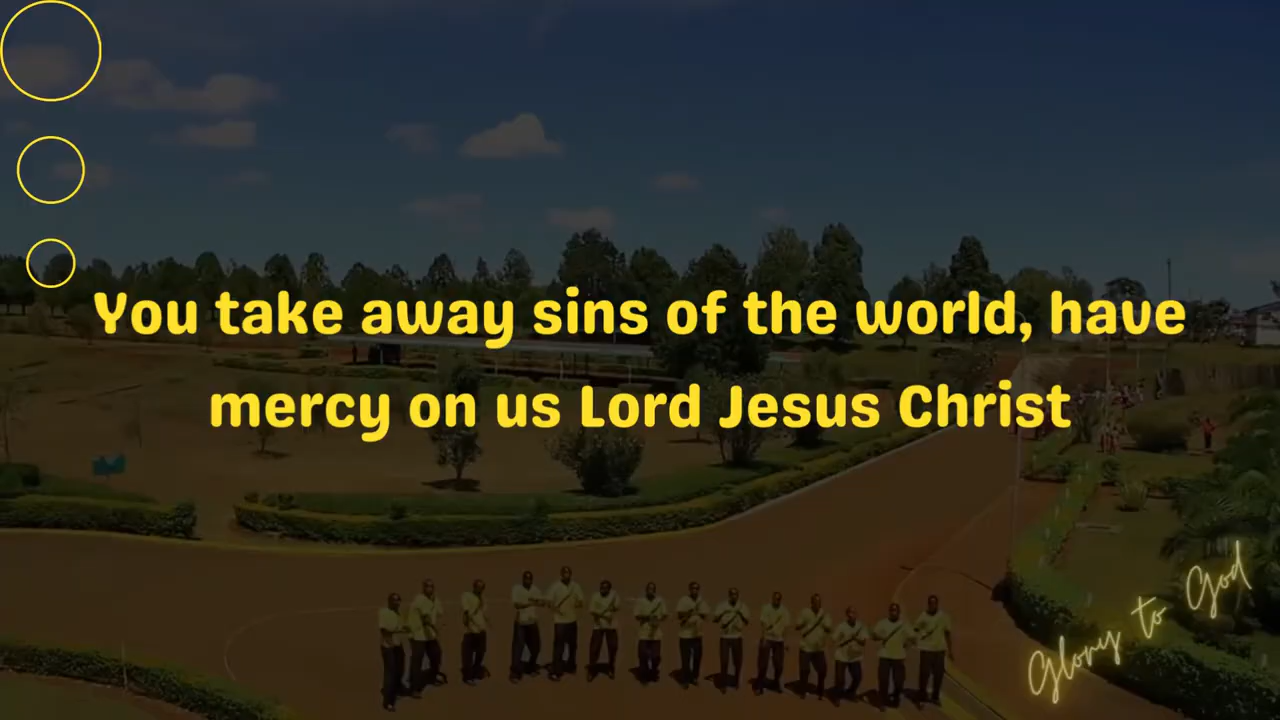 You take away sins of the world, have
mercy on us Lord Jesus Christ
Glory to God